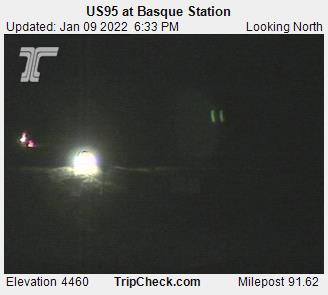 US95 at Basque Station
Updated: Jan 09 2022 6:33 PM Looking North
Elevation 4460 TripCheck.com Milepost 91.62